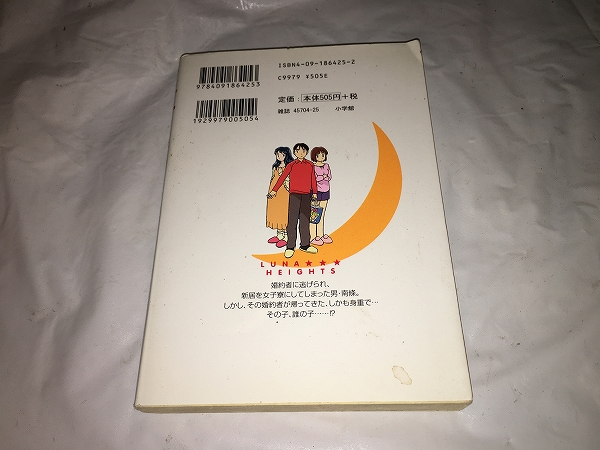 ISBN4-09-186425-2
C9979 ¥505E
9784091864253
定価：本体505円＋税
雑誌 45704-25 小学館
1929979005054
LUNA★★★
HEIGHTS
婚約者に逃げられ、
新居を女子寮にしてしまった男・南條。
しかし、その婚約者が帰ってきた、しかも身重で…
その子、誰の子……!?